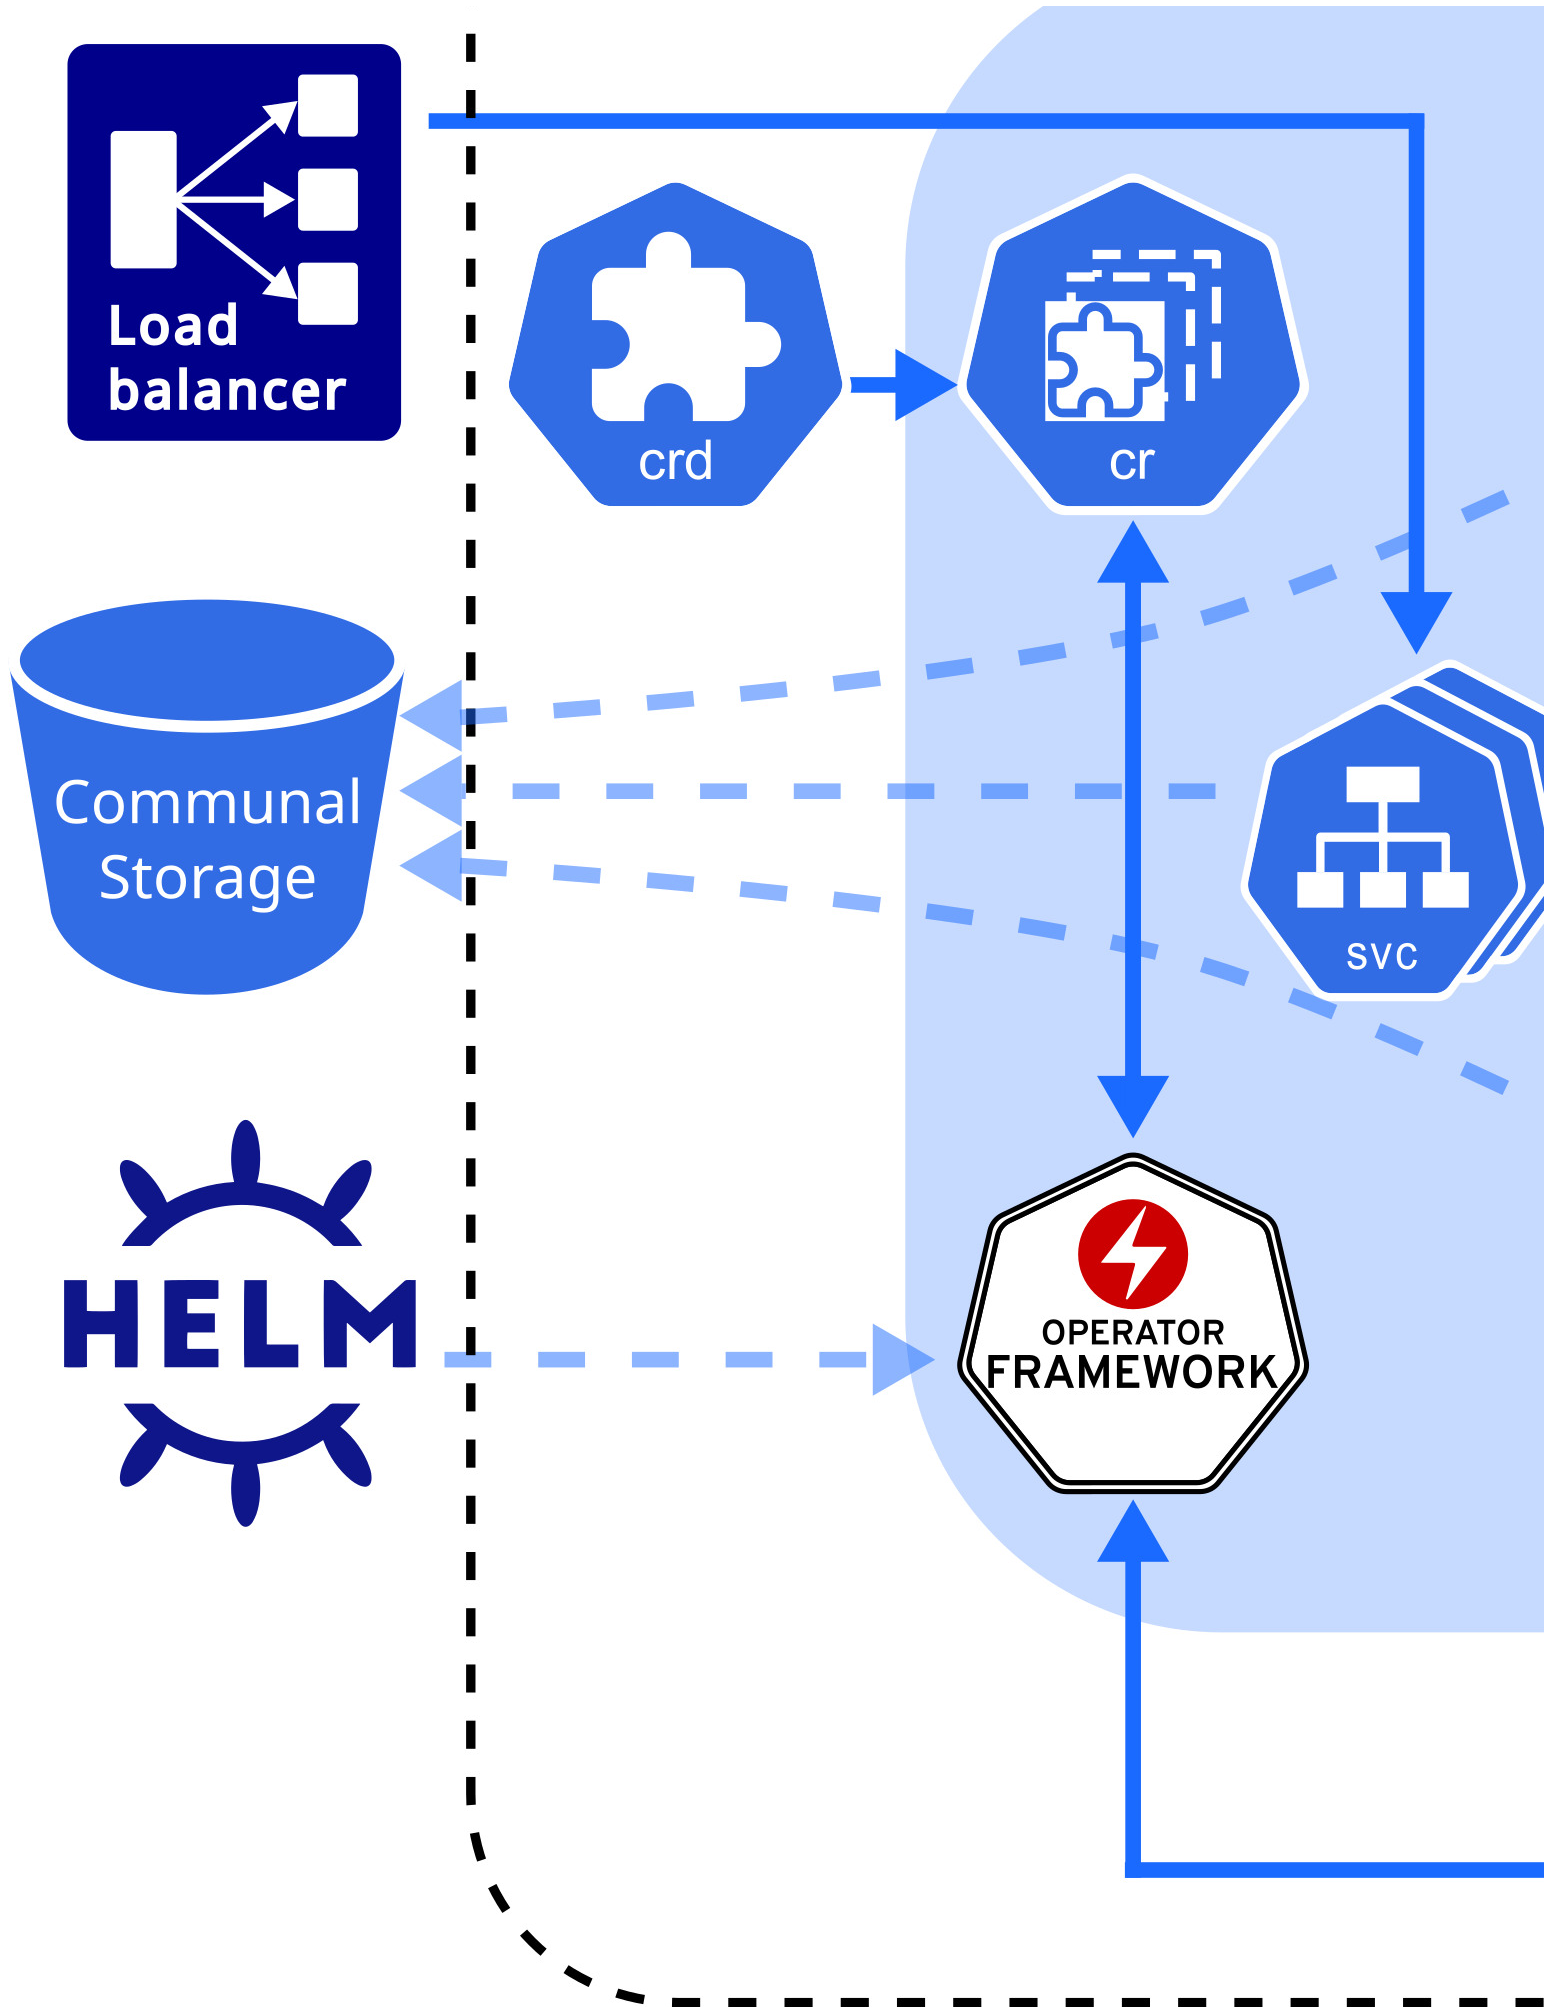 Load
balancer
crd
cr
Communal
Storage
svc
HELM
OPERATOR
FRAMEWORK